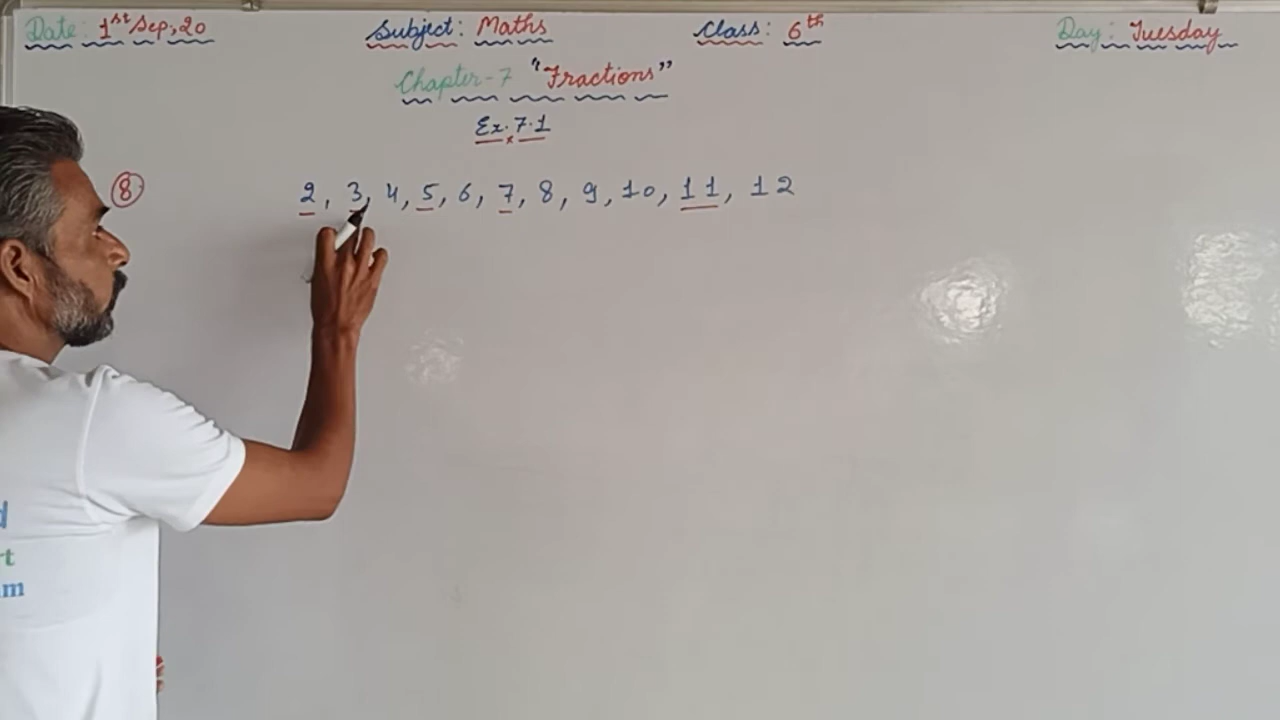 Date: 1st Sep, 20 Subject: Maths Class: 6th Day: Tuesday
Chapter-7 "Fractions"
Ex. 7.1
8 2, 3, 4, 5, 6, 7, 8, 9, 10, 11, 12